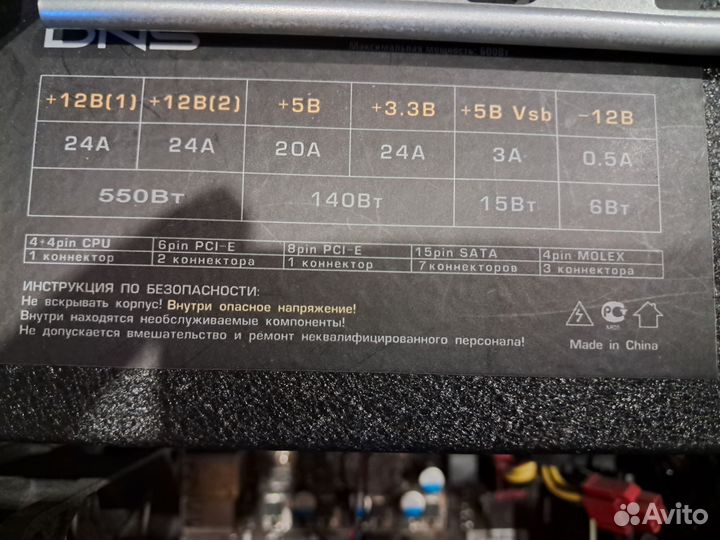 DNS
Максимальная мощность: 600Вт
+12В(1) +12В(2) +5В +3.3В +5В Vsb -12В
24А 24А 20А 24А 3А 0.5А
550Вт 140Вт 15Вт 6Вт
4+4pin CPU 6pin PCI-E 8pin PCI-E 15pin SATA 4pin MOLEX
1 коннектор 2 коннектора 1 коннектор 7 коннекторов 3 коннектора
ИНСТРУКЦИЯ ПО БЕЗОПАСНОСТИ:
Не вскрывать корпус! Внутри опасное напряжение!
Внутри находятся необслуживаемые компоненты!
Не допускается вмешательство и ремонт неквалифицированного персонала!
Made in China
Avito